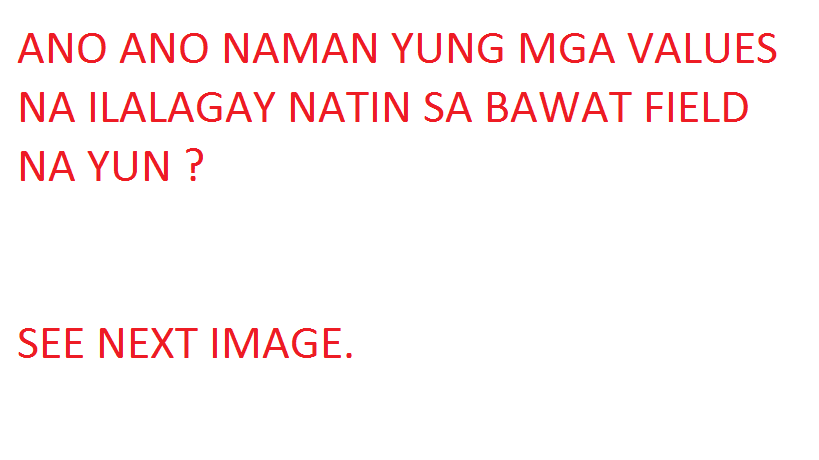 ANO ANO NAMAN YUNG MGA VALUES
NA ILALAGAY NATIN SA BAWAT FIELD
NA YUN ?
SEE NEXT IMAGE.